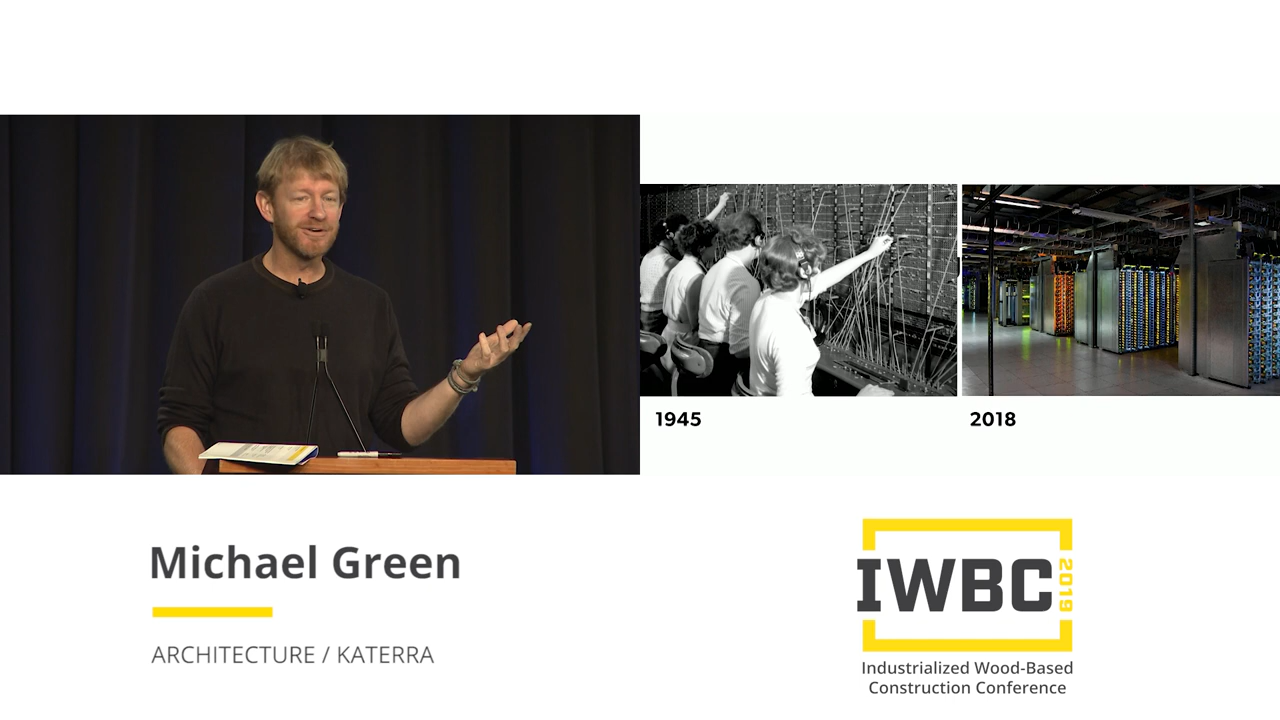 1945
2018
Michael Green
ARCHITECTURE / KATERRA
IWBC 2019
Industrialized Wood-Based
Construction Conference